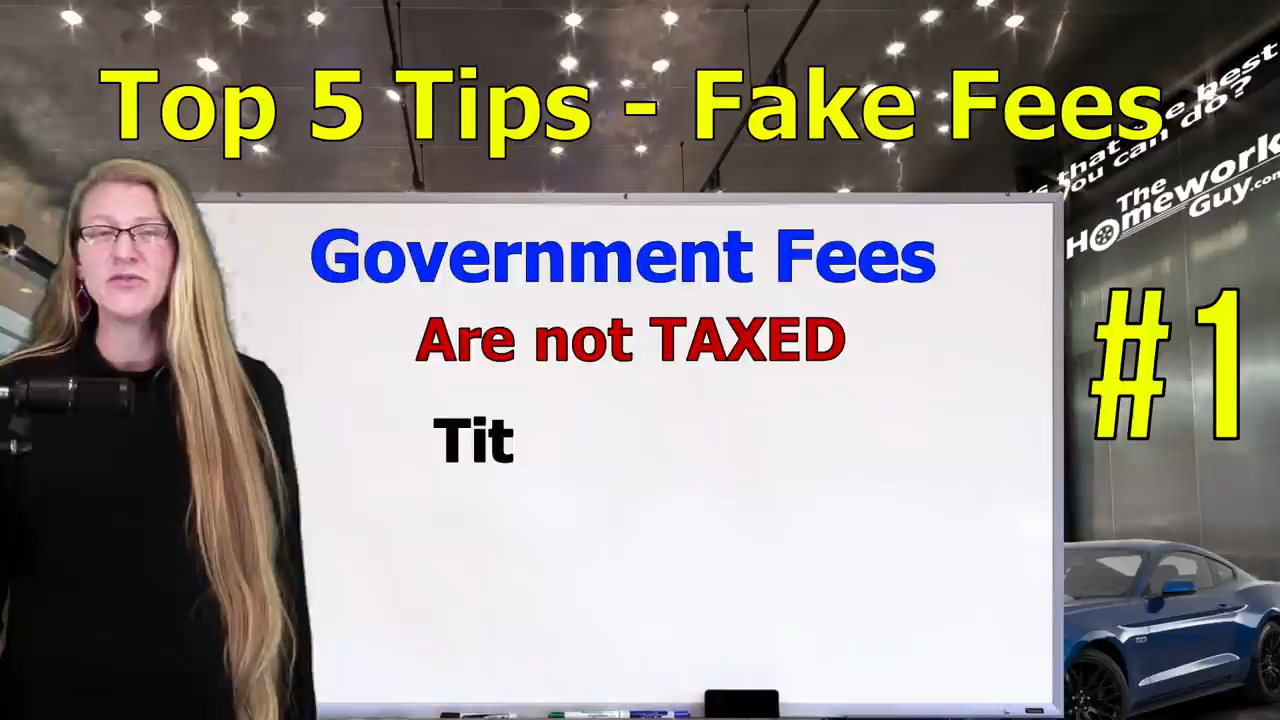 Top 5 Tips - Fake Fees
Government Fees
Are not TAXED
Tit
#1
that the best
you can do?
The
Homework
Guy.com